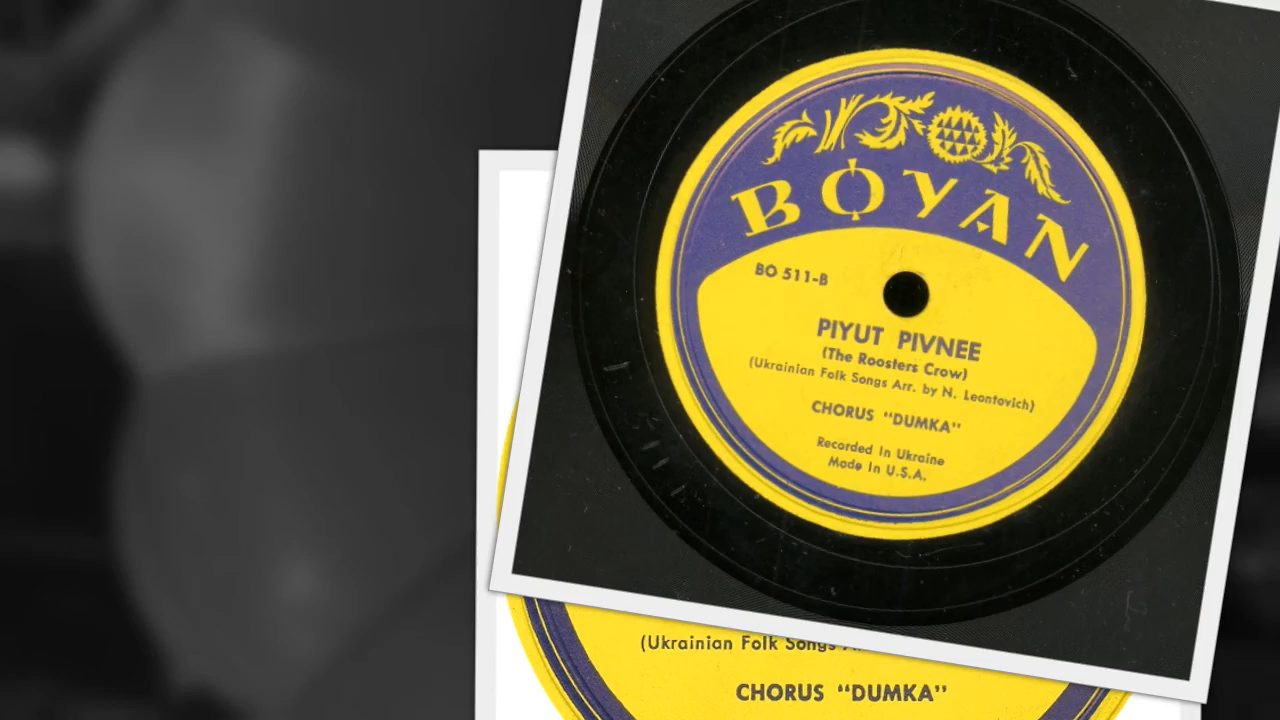 BOYAN
BO 511-B
PIYUT PIVNEE
(The Roosters Crow)
(Ukrainian Folk Songs Arr. by N. Leontovich)
CHORUS "DUMKA"
Recorded In Ukraine
Made In U.S.A.
(Ukrainian Folk Songs
CHORUS "DUMKA"